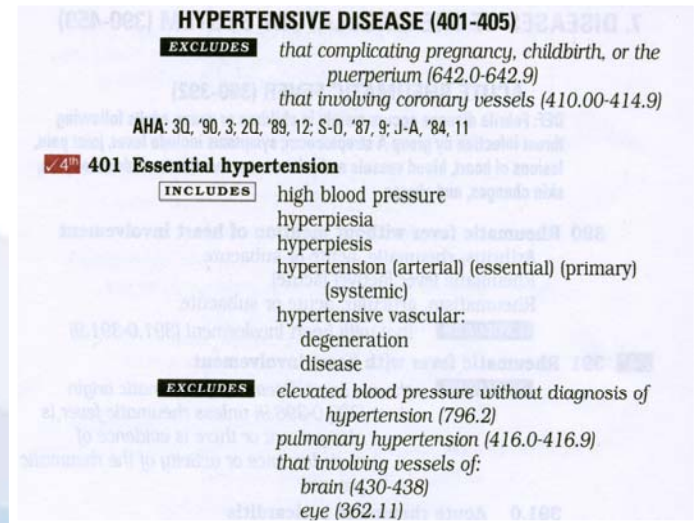 HYPERTENSIVE DISEASE (401-405)
EXCLUDES that complicating pregnancy, childbirth, or the
puerperium (642.0-642.9)
that involving coronary vessels (410.00-414.9)
AHA: 3Q, '90, 3; 2Q, '89, 12; S-O, '87, 9; J-A, '84, 11
✓4th 401 Essential hypertension
INCLUDES high blood pressure
hyperpiesia
hyperpiesis
hypertension (arterial) (essential) (primary)
(systemic)
hypertensive vascular:
degeneration
disease
EXCLUDES elevated blood pressure without diagnosis of
hypertension (796.2)
pulmonary hypertension (416.0-416.9)
that involving vessels of:
brain (430-438)
eye (362.11)